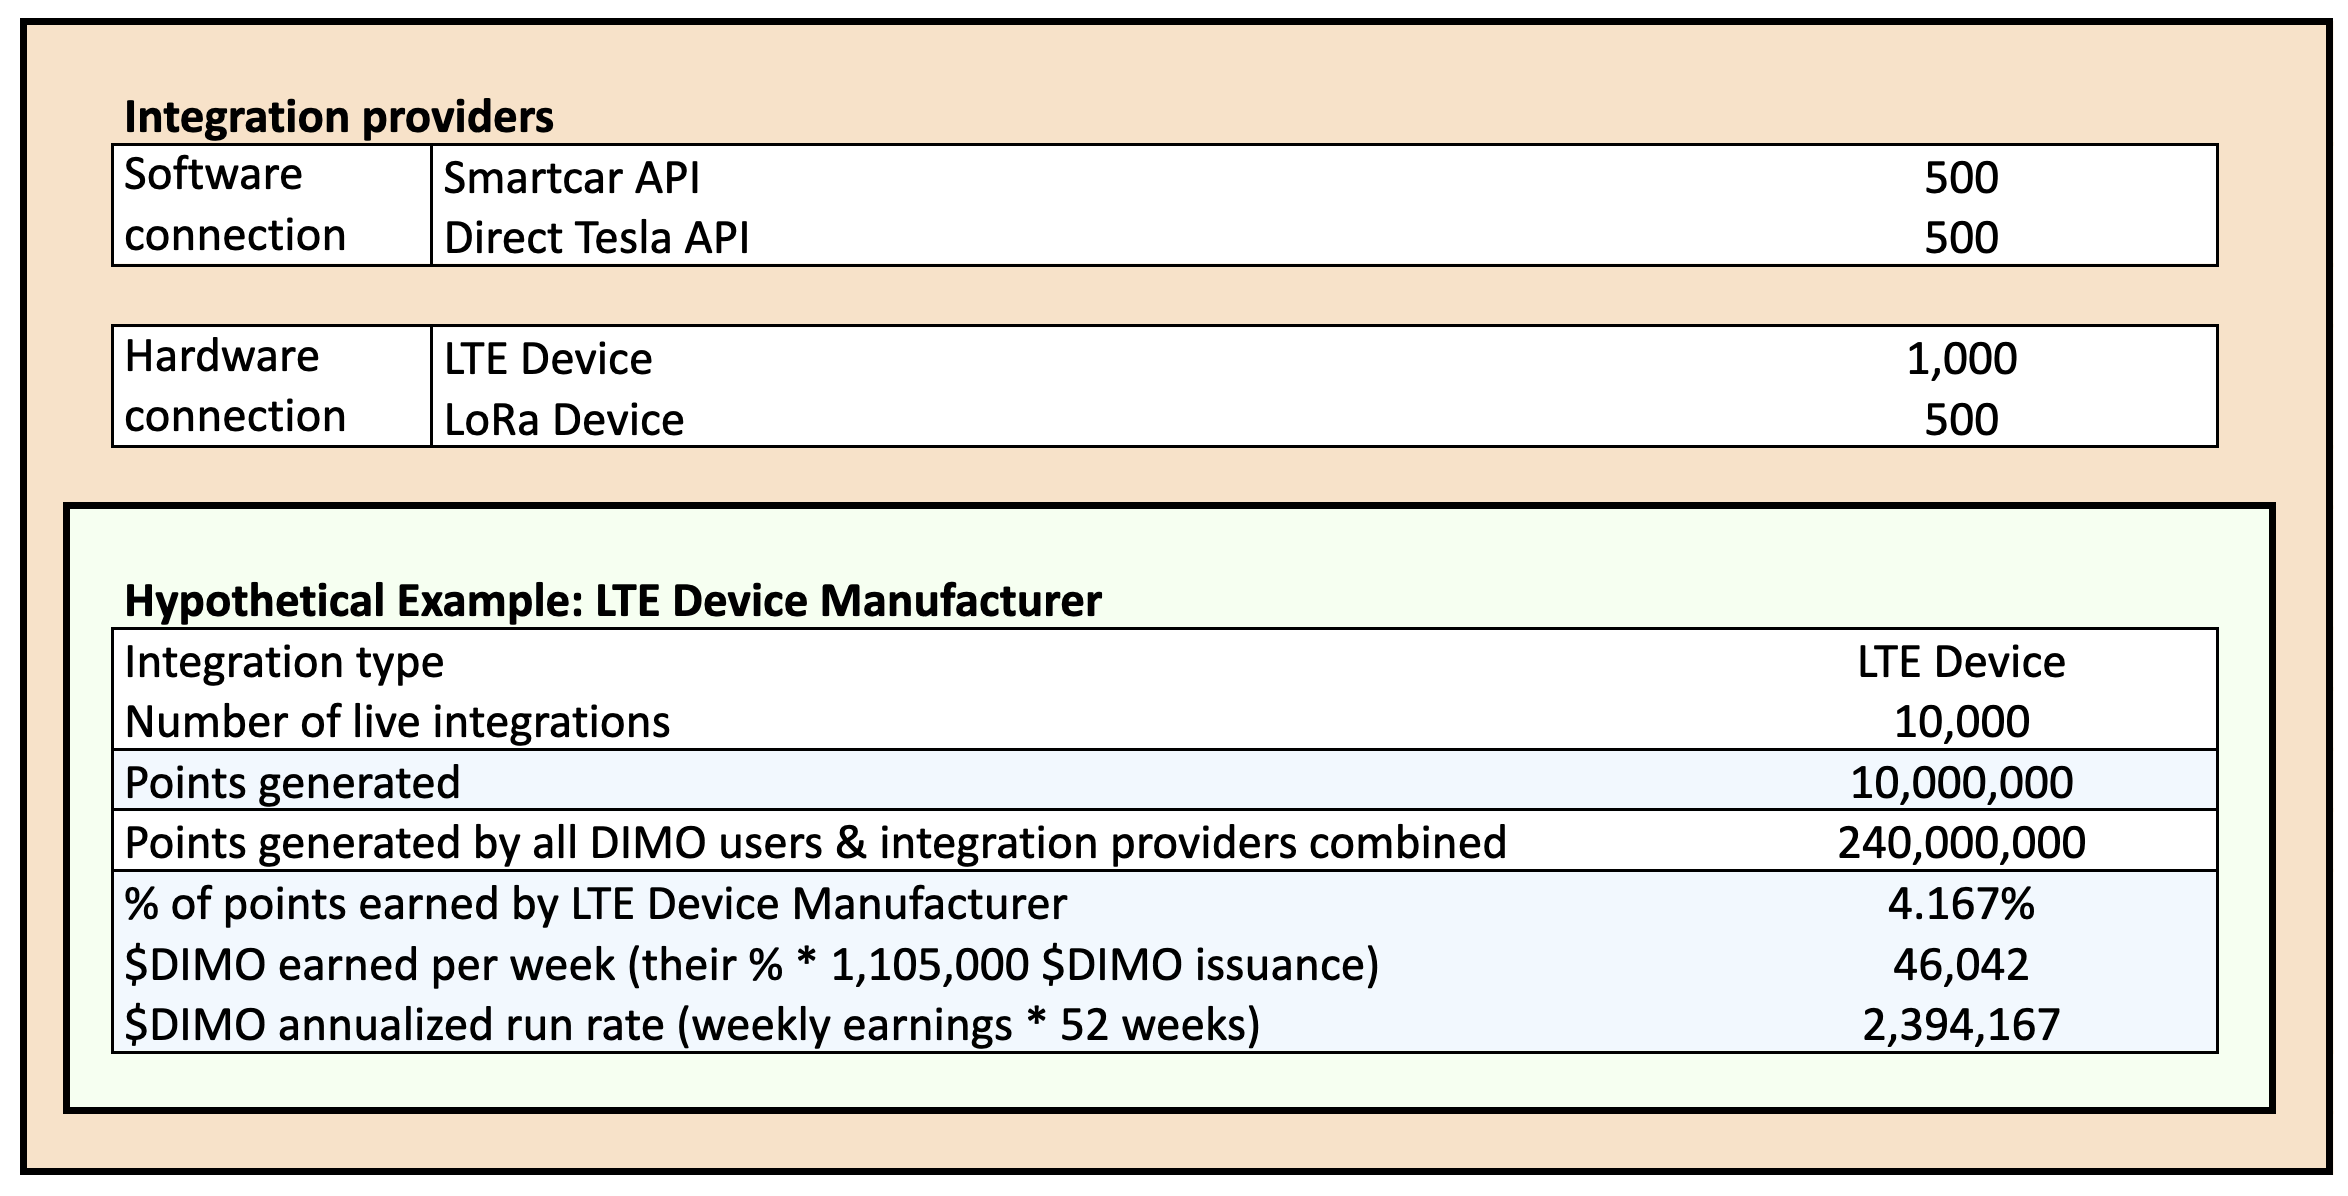 Integration providers
Software Smartcar API 500
connection Direct Tesla API 500
Hardware LTE Device 1,000
connection LoRa Device 500
Hypothetical Example: LTE Device Manufacturer
Integration type LTE Device
Number of live integrations 10,000
Points generated 10,000,000
Points generated by all DIMO users & integration providers combined 240,000,000
% of points earned by LTE Device Manufacturer 4.167%
$DIMO earned per week (their % * 1,105,000 $DIMO issuance) 46,042
$DIMO annualized run rate (weekly earnings * 52 weeks) 2,394,167